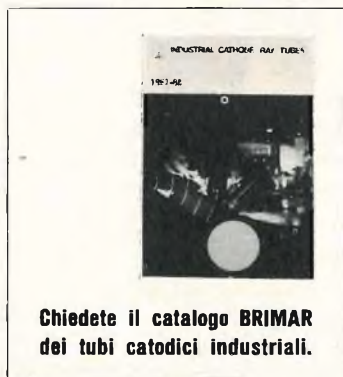 INDUSTRIAL CATHODE RAY TUBES
Chiedete il catalogo BRIMAR
dei tubi catodici industriali.